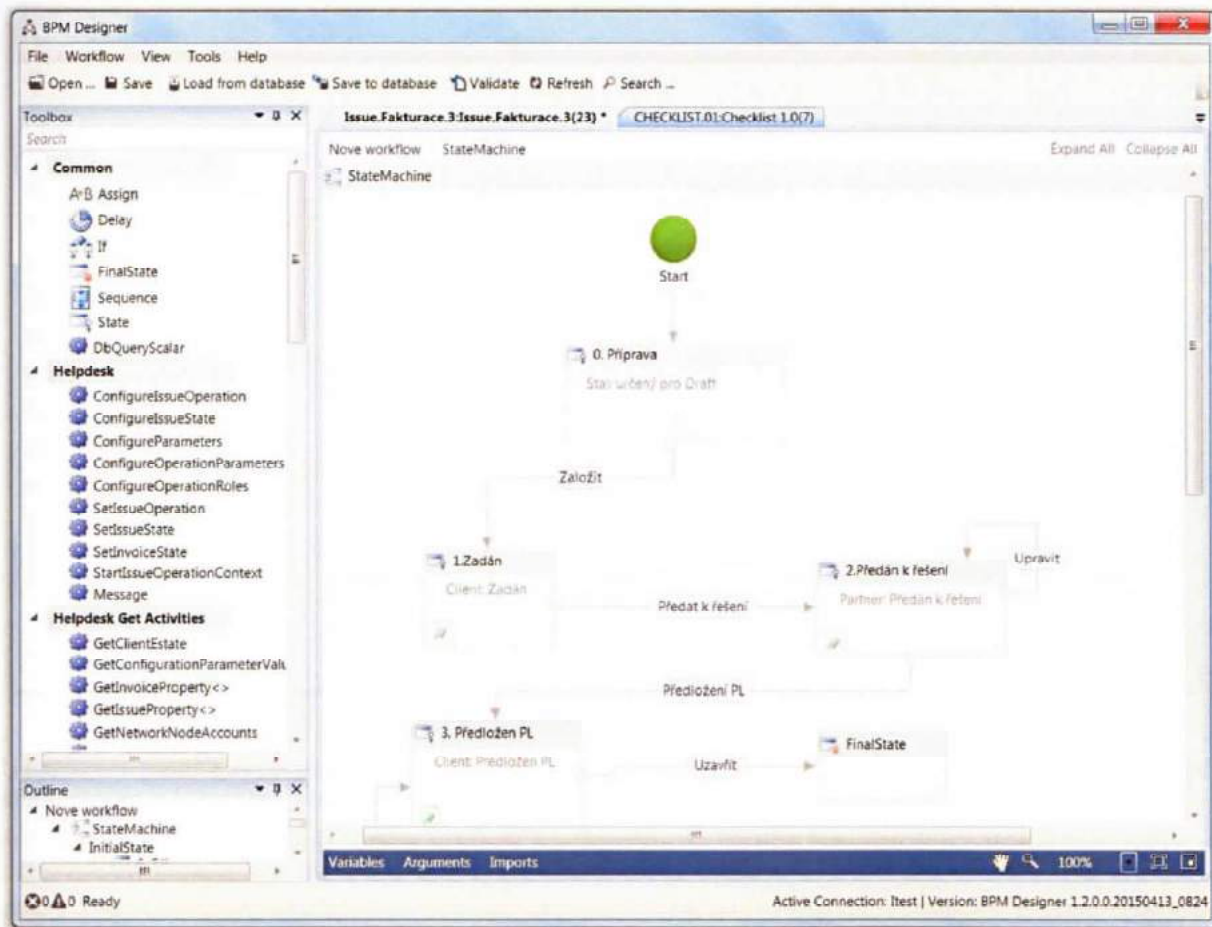 BPM Designer
File Workflow View Tools Help
Open ... Save Load from database Save to database Validate Refresh Search ...
Toolbox
Search
Common
A+B Assign
Delay
If
FinalState
Sequence
State
DbQueryScalar
Helpdesk
ConfigureIssueOperation
ConfigureIssueState
ConfigureParameters
ConfigureOperationParameters
ConfigureOperationRoles
SetIssueOperation
SetIssueState
SetInvoiceState
StartIssueOperationContext
Message
Helpdesk Get Activities
GetClientEstate
GetConfigurationParameterValu
GetInvoiceProperty<>
GetIssueProperty<>
GetNetworkNodeAccounts
Outline
Nove workflow
StateMachine
InitialState
Issue.Fakturace.3:Issue.Fakturace.3(23) * CHECKLIST.01:Checklist 1.0(7)
Nove workflow StateMachine Expand All Collapse All
StateMachine
Start
0. Příprava
Stav určený pro Draft
Založit
1.Zadán
Client: Zadán
Předat k řešení
2.Předán k řešení
Partner: Předán k řešení
Upravit
Předložení PL
3. Předložen PL
Client: Předložen PL
Uzavřít
FinalState
Variables Arguments Imports 100%
0 0 Ready
Active Connection: Itest | Version: BPM Designer 1.2.0.0.20150413_0824